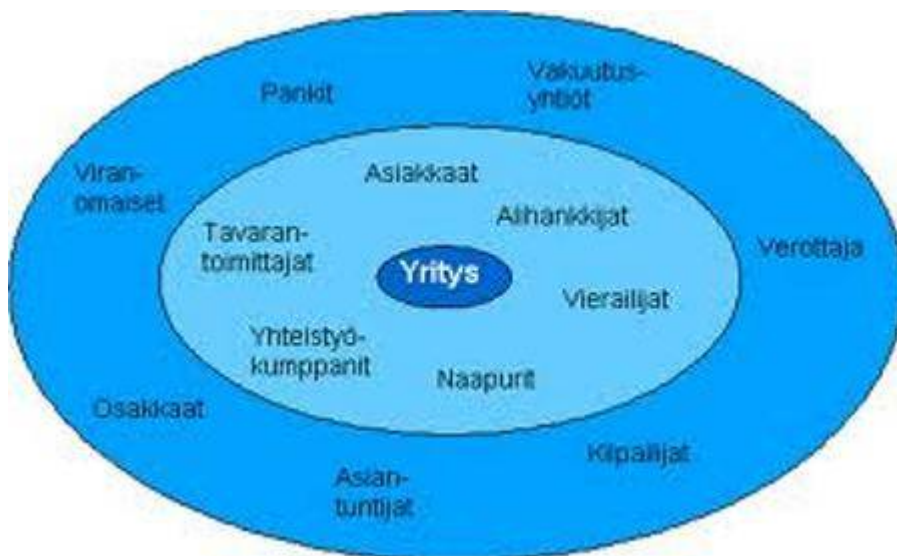 Pankit
Vakuutus-
yhtiöt
Viran-
omaiset
Asiakkaat
Alihankkijat
Tavaran-
toimittajat
Yritys
Verottaja
Vierailijat
Yhteistyö-
kumppanit
Naapurit
Osakkaat
Kilpailijat
Asian-
tuntijat